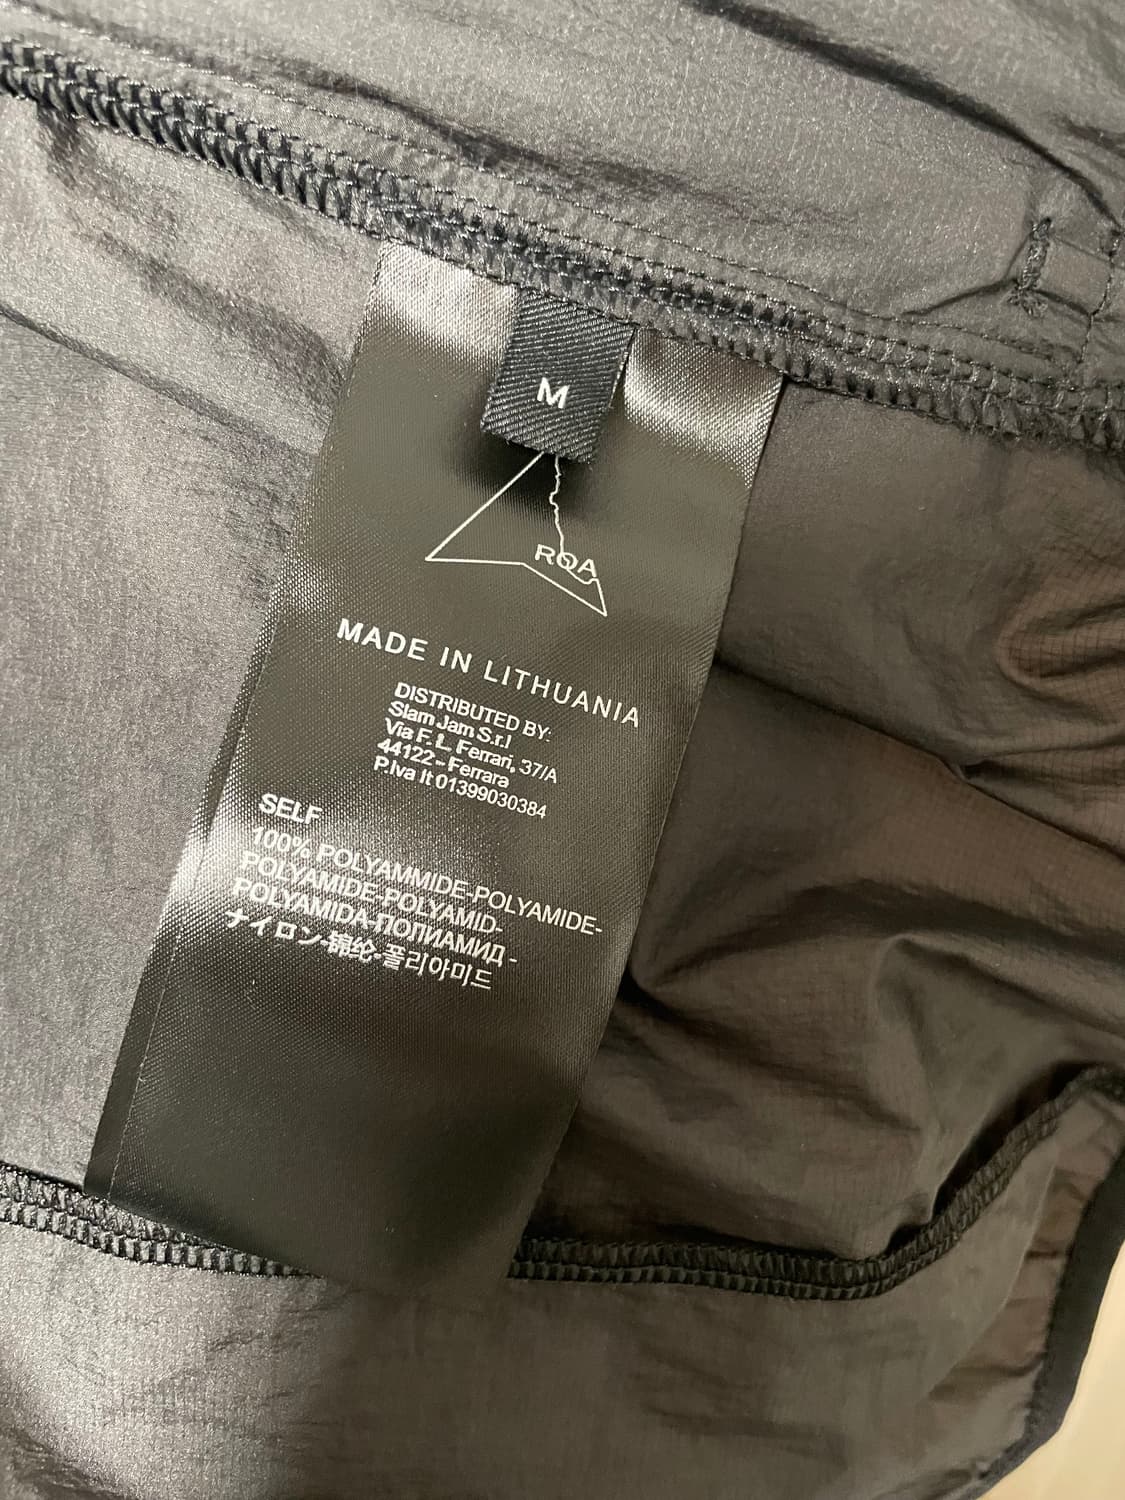 M
ROA
MADE IN LITHUANIA
DISTRIBUTED BY:
Slam Jam S.r.l
Via F. L. Ferrari, 37/A
44122 - Ferrara
P.Iva It 01399030384
SELF
100% POLYAMMIDE-POLYAMIDE-
POLYAMIDE-POLYAMID-
POLYAMIDA-ПОПИАМИД -
ナイロン-锦纶-폴리아미드